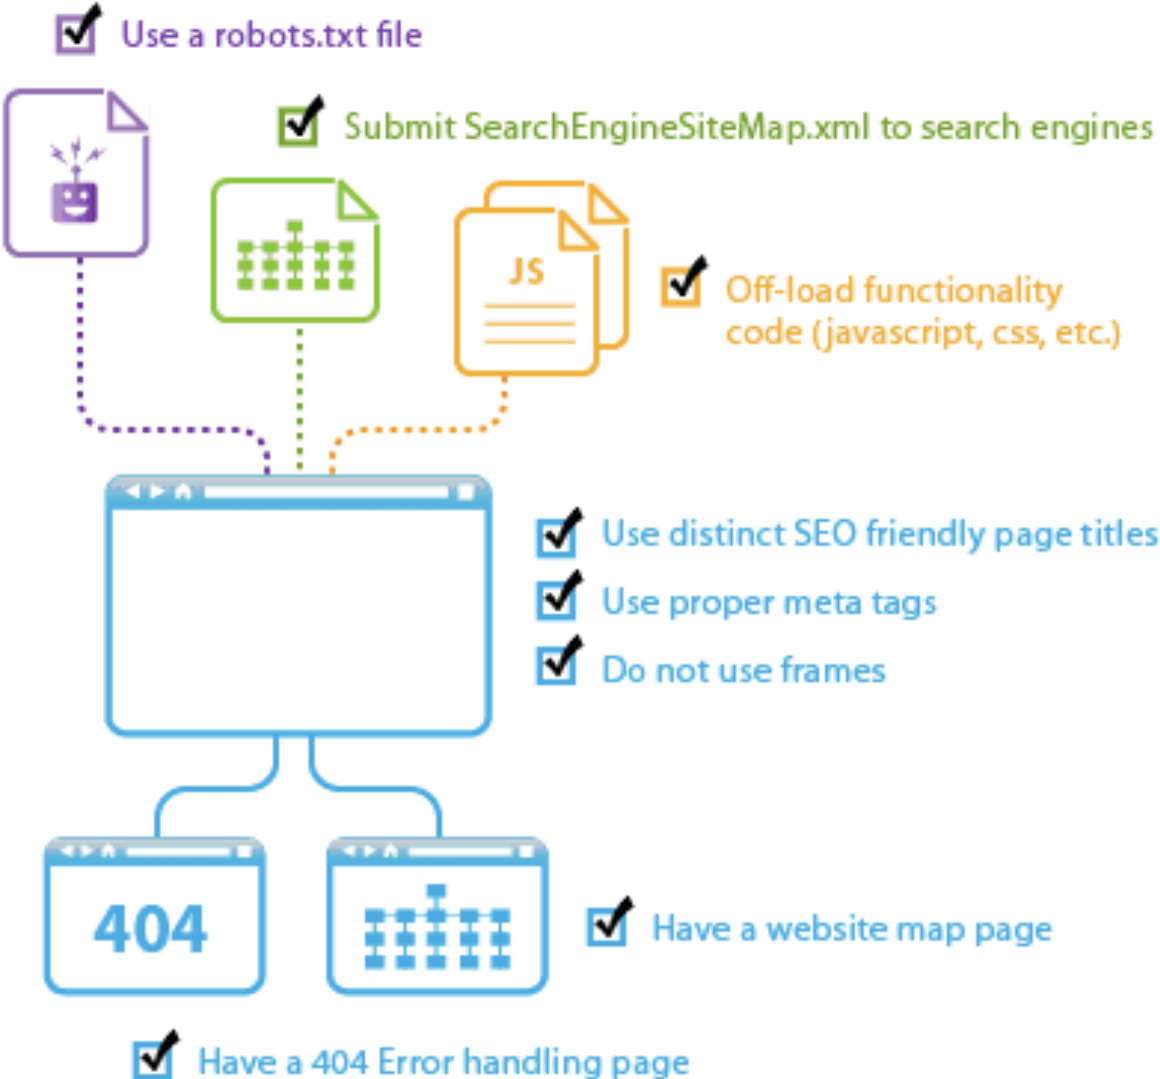 Use a robots.txt file
Submit SearchEngineSiteMap.xml to search engines
JS
Off-load functionality
code (javascript, css, etc.)
Use distinct SEO friendly page titles
Use proper meta tags
Do not use frames
404
Have a website map page
Have a 404 Error handling page